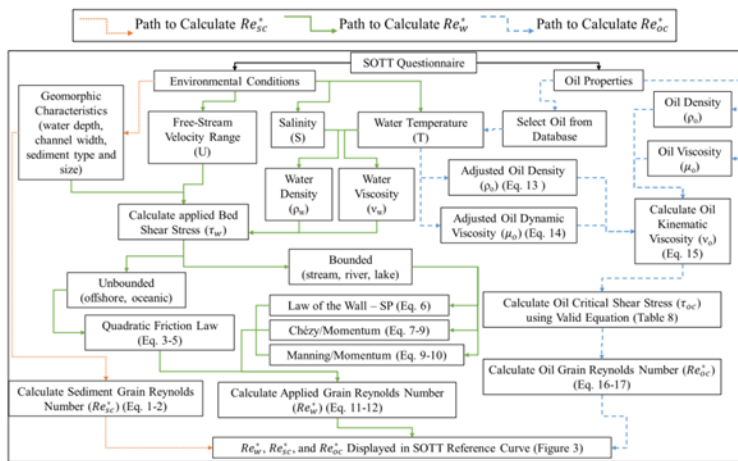 Path to Calculate Re*sc
Path to Calculate Re*w
Path to Calculate Re*oc
SOTT Questionnaire
Environmental Conditions
Oil Properties
Geomorphic
Characteristics
(water depth,
channel width,
sediment type and
size)
Free-Stream
Velocity Range
(U)
Salinity
(S)
Water Temperature
(T)
Select Oil from
Database
Oil Density
(ρo)
Oil Viscosity
(μo)
Water
Density
(ρw)
Water
Viscosity
(νw)
Adjusted Oil Density
(ρo) (Eq. 13 )
Adjusted Oil Dynamic
Viscosity (μo) (Eq. 14)
Calculate Oil
Kinematic
Viscosity (νo)
(Eq. 15)
Calculate applied Bed
Shear Stress (τw)
Unbounded
(offshore, oceanic)
Bounded
(stream, river, lake)
Quadratic Friction Law
(Eq. 3-5)
Law of the Wall – SP (Eq. 6)
Chézy/Momentum (Eq. 7-9)
Manning/Momentum (Eq. 9-10)
Calculate Oil Critical Shear Stress (τoc)
using Valid Equation (Table 8)
Calculate Oil Grain Reynolds Number (Re*oc)
(Eq. 16-17)
Calculate Sediment Grain Reynolds
Number (Re*sc) (Eq. 1-2)
Calculate Applied Grain Reynolds Number
(Re*w) (Eq. 11-12)
Re*w, Re*sc, and Re*oc Displayed in SOTT Reference Curve (Figure 3)